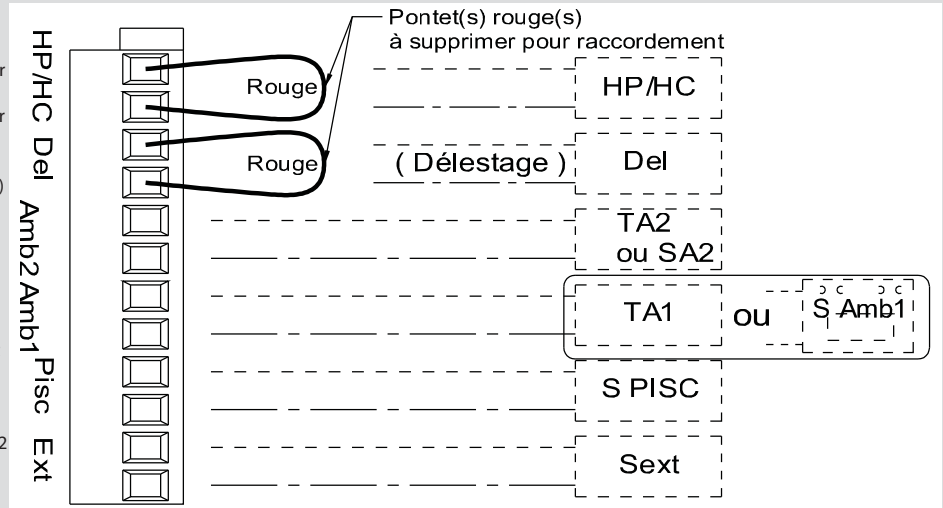 Pontet(s) rouge(s)
à supprimer pour raccordement
HP/HC
Rouge
HP/HC
Del
Rouge
( Délestage )
Del
Amb2
TA2
ou SA2
Amb1
TA1
ou
S Amb1
Pisc
S PISC
Ext
Sext
r
r
)
2